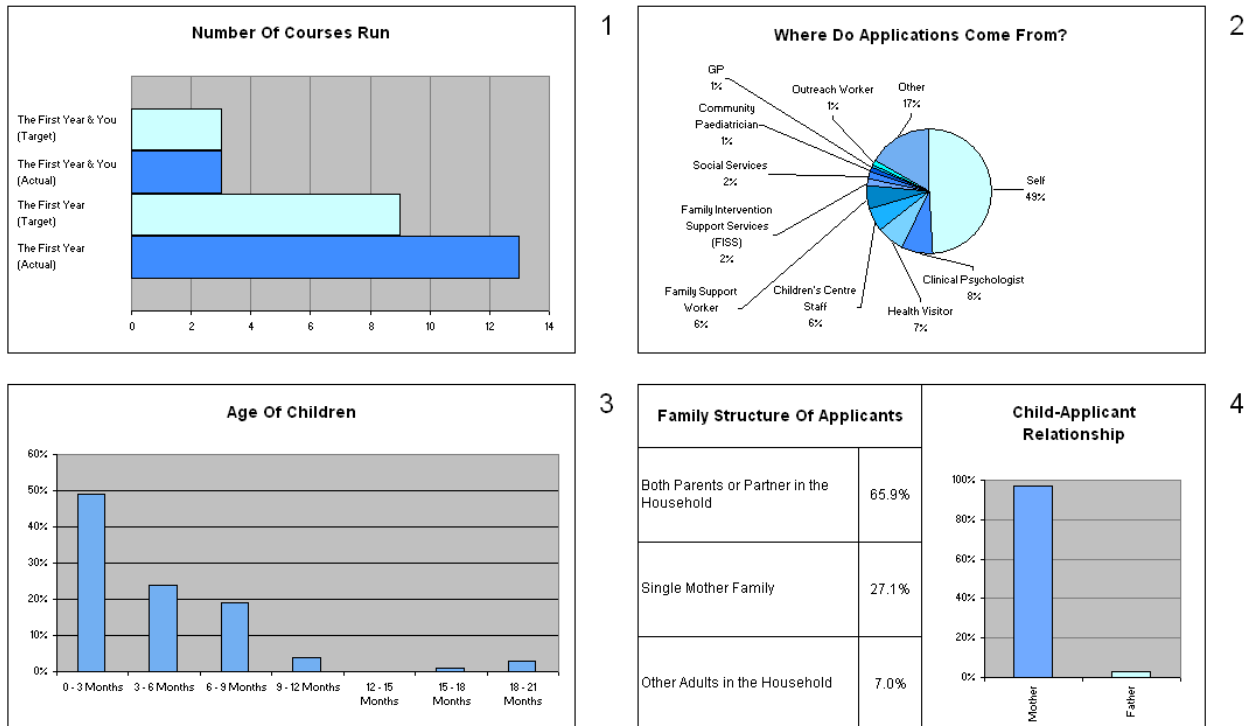 Number Of Courses Run
1
The First Year & You
(Target)
The First Year & You
(Actual)
The First Year
(Target)
The First Year
(Actual)
0 2 4 6 8 10 12 14
Where Do Applications Come From?
2
GP
1%
Outreach Worker
1%
Other
17%
Community
Paediatrician
1%
Social Services
2%
Self
49%
Family Intervention
Support Services
(FISS)
2%
Clinical Psychologist
8%
Family Support
Worker
6%
Children's Centre
Staff
6%
Health Visitor
7%
Age Of Children
3
60%
50%
40%
30%
20%
10%
0%
0 - 3 Months 3 - 6 Months 6 - 9 Months 9 - 12 Months 12 - 15 15 - 18 18 - 21
Months Months Months
Family Structure Of Applicants
Both Parents or Partner in the
Household
65.9%
Single Mother Family 27.1%
Other Adults in the Household 7.0%
Child-Applicant
Relationship
4
100%
80%
60%
40%
20%
0%
Mother
Father